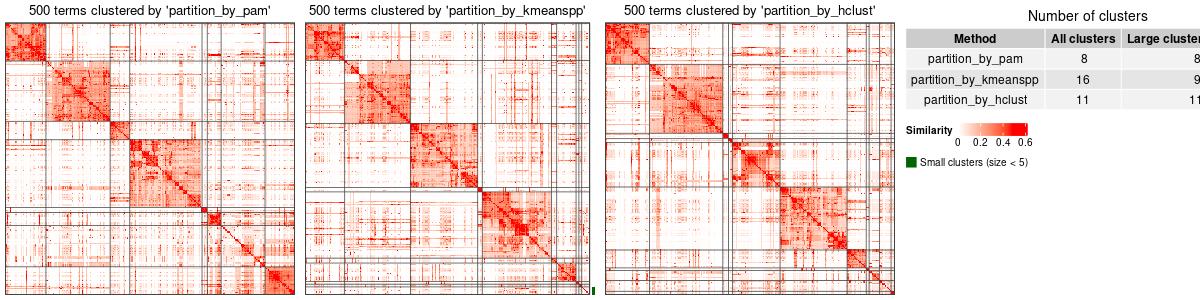 500 terms clustered by 'partition_by_pam'
500 terms clustered by 'partition_by_kmeanspp'
500 terms clustered by 'partition_by_hclust'
Number of clusters
Method All clusters Large cluster
partition_by_pam 8 8
partition_by_kmeanspp 16 9
partition_by_hclust 11 11
Similarity
0 0.2 0.4 0.6
Small clusters (size < 5)